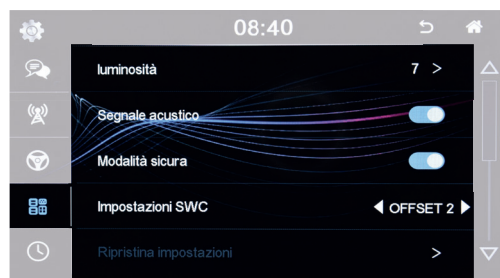 08:40
luminosità 7 >
Segnale acustico
Modalità sicura
Impostazioni SWC OFFSET 2
Ripristina impostazioni >